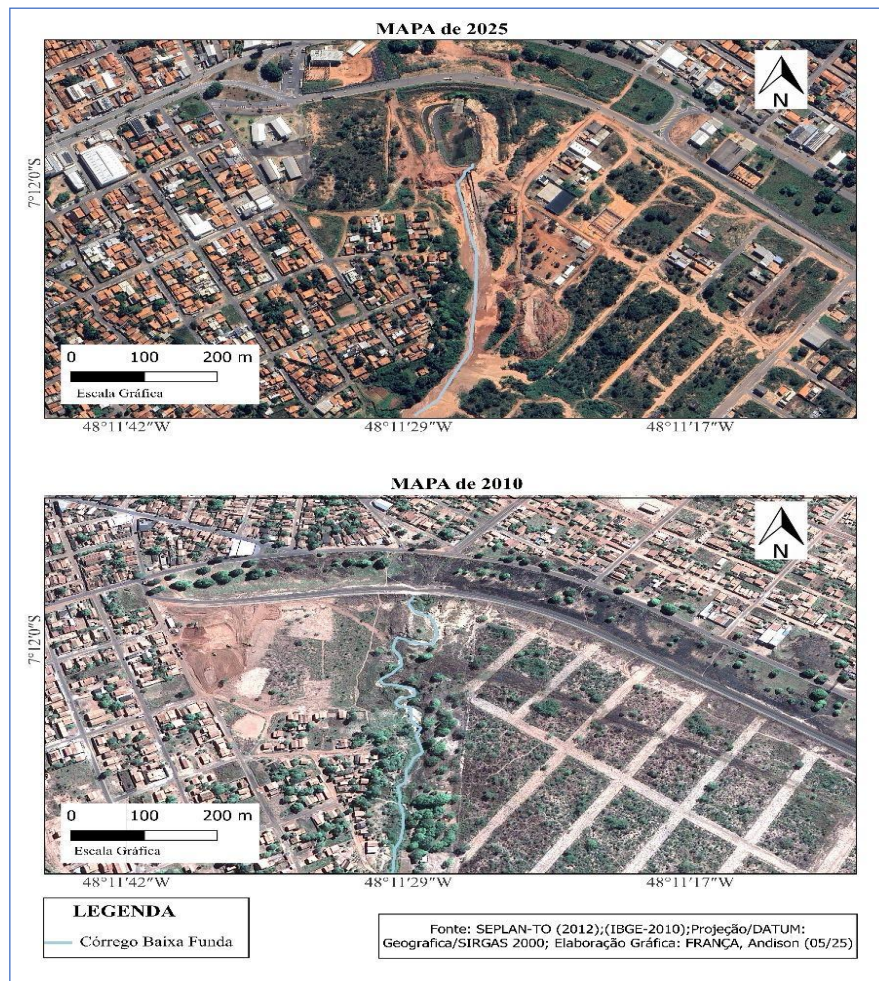 MAPA de 2025
N
7°12'0"S
0 100 200 m
Escala Gráfica
48°11'42"W 48°11'29"W 48°11'17"W
MAPA de 2010
N
7°12'0"S
0 100 200 m
Escala Gráfica
48°11'42"W 48°11'29"W 48°11'17"W
LEGENDA
Córrego Baixa Funda
Fonte: SEPLAN-TO (2012);(IBGE-2010);Projeção/DATUM:
Geografica/SIRGAS 2000; Elaboração Gráfica: FRANÇA, Andison (05/25)